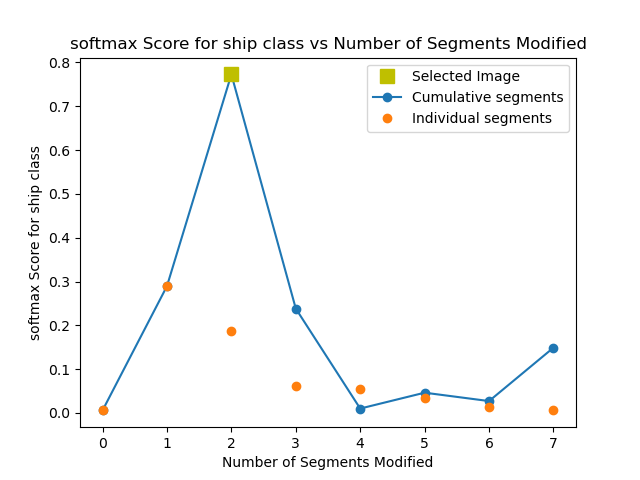 softmax Score for ship class vs Number of Segments Modified
Selected Image
Cumulative segments
Individual segments
softmax Score for ship class
0.8
0.7
0.6
0.5
0.4
0.3
0.2
0.1
0.0
0 1 2 3 4 5 6 7
Number of Segments Modified